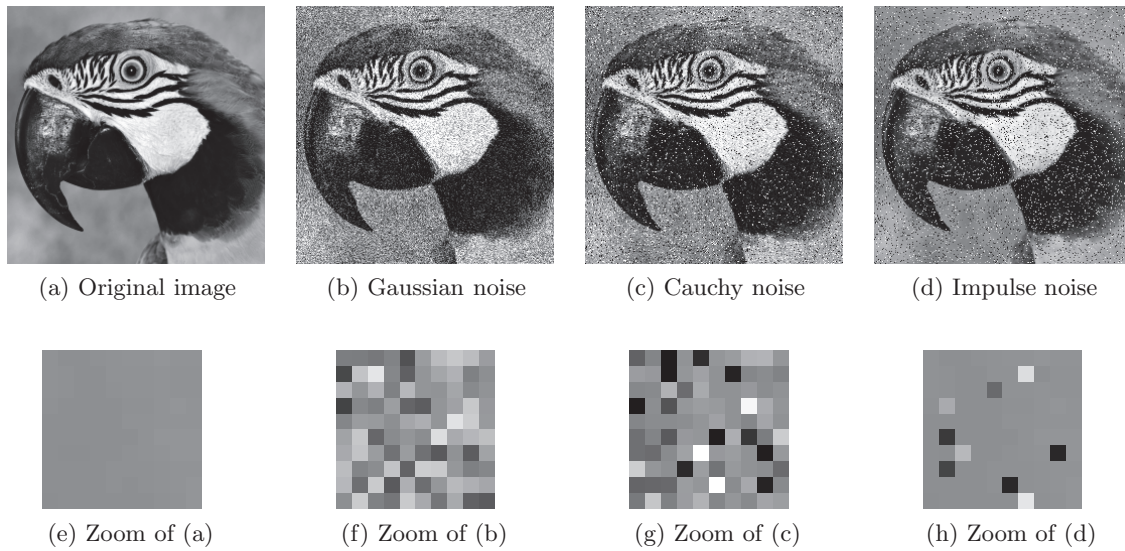 (a) Original image
(b) Gaussian noise
(c) Cauchy noise
(d) Impulse noise
(e) Zoom of (a)
(f) Zoom of (b)
(g) Zoom of (c)
(h) Zoom of (d)